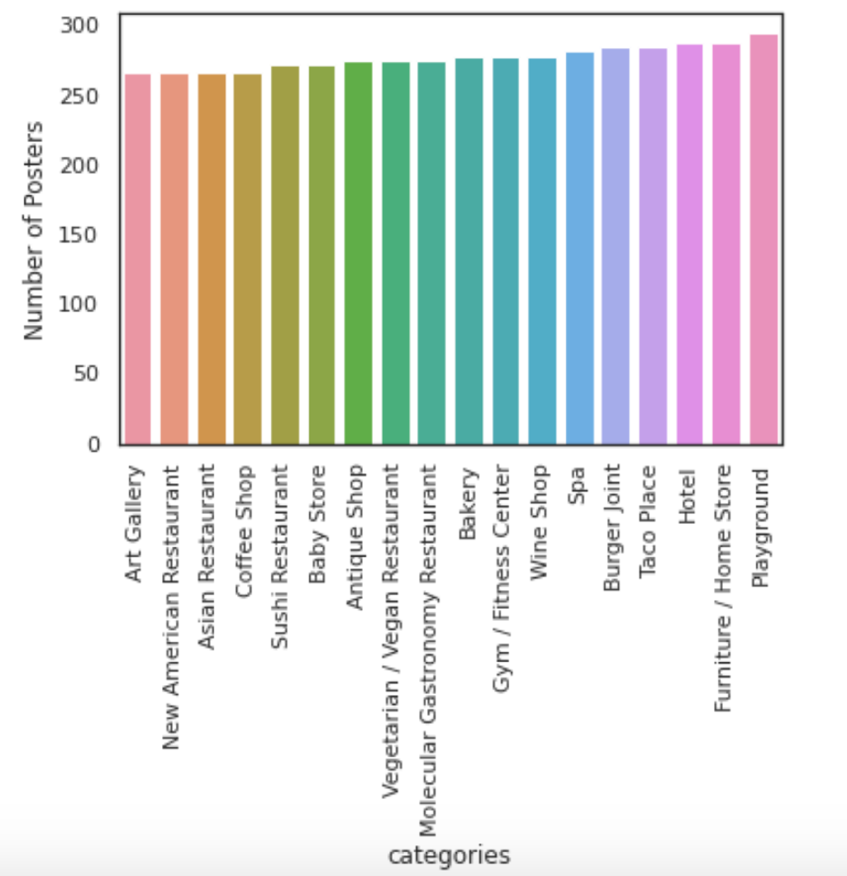 300
250
200
150
100
50
0
Number of Posters
Art Gallery
New American Restaurant
Asian Restaurant
Coffee Shop
Sushi Restaurant
Baby Store
Antique Shop
Vegetarian / Vegan Restaurant
Molecular Gastronomy Restaurant
Bakery
Gym / Fitness Center
Wine Shop
Spa
Burger Joint
Taco Place
Hotel
Furniture / Home Store
Playground
categories